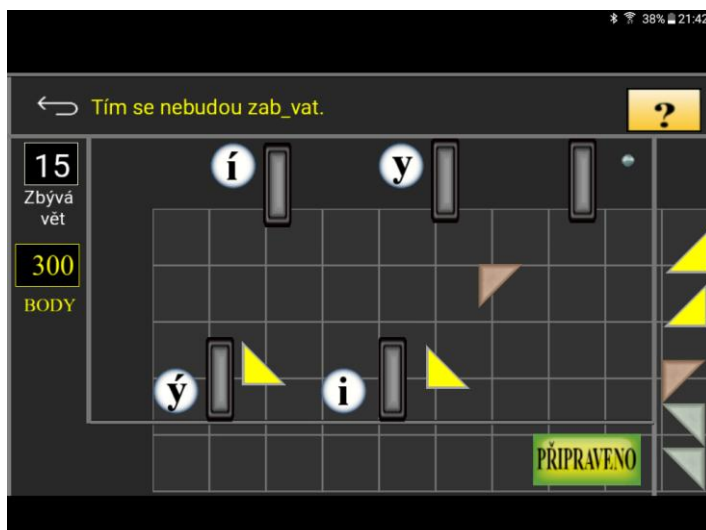 38% 21:42
Tím se nebudou zab_vat.
?
15
Zbývá
vět
300
BODY
í
y
ý
i
PŘIPRAVENO